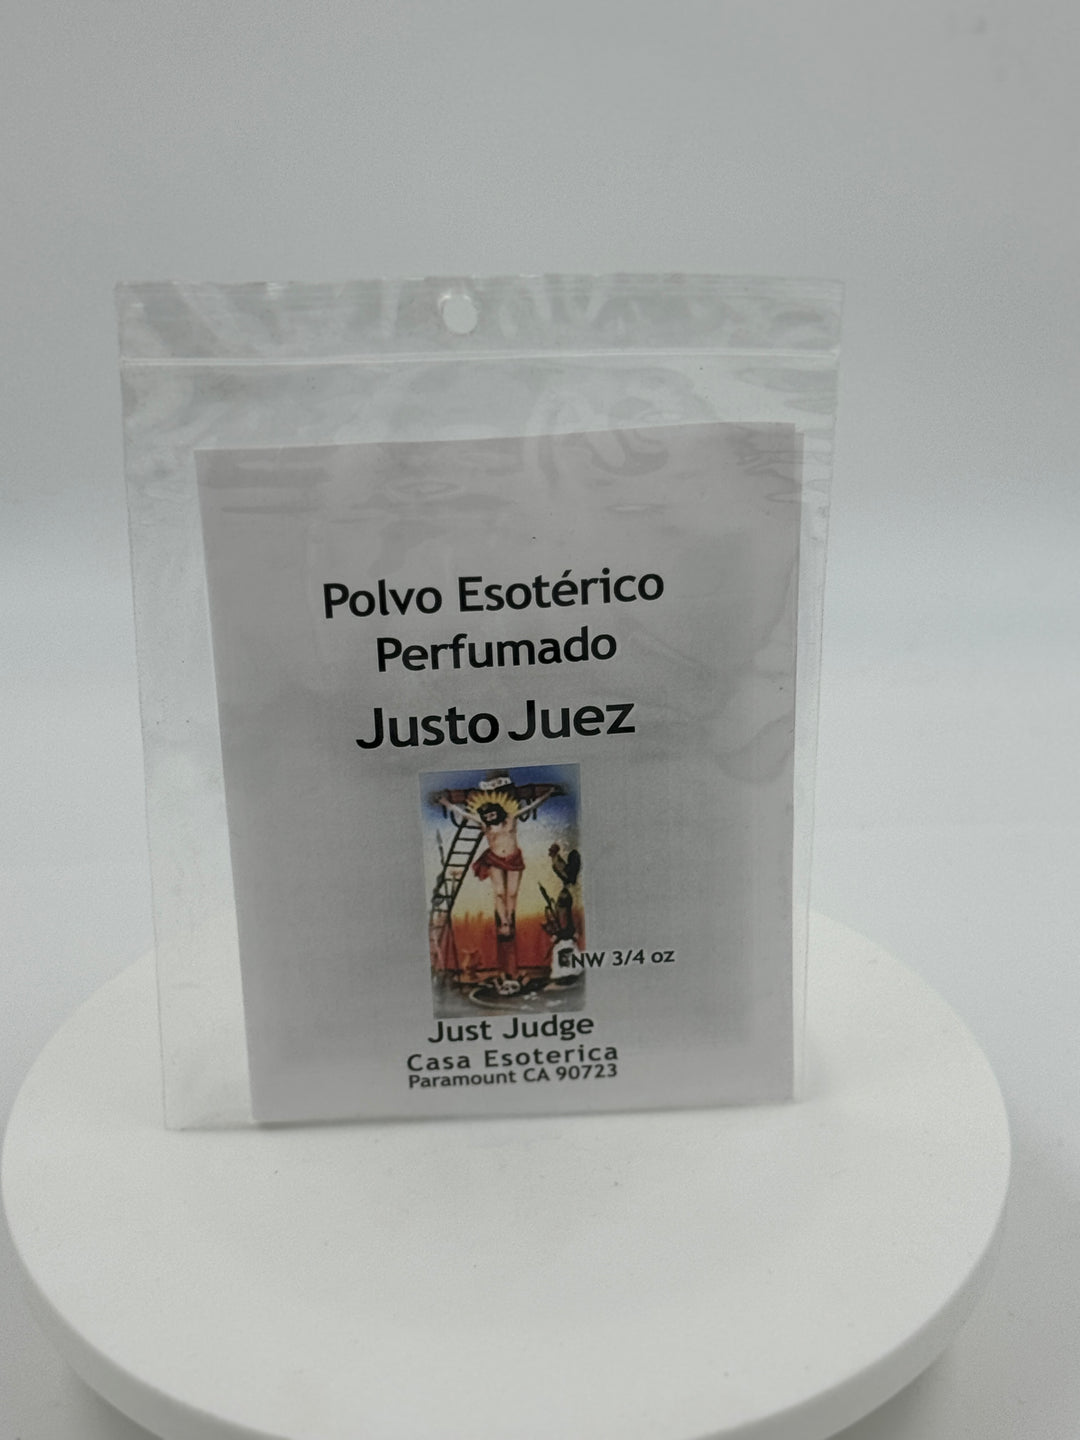 Polvo Esotérico
Perfumado
Justo Juez
NW 3/4 oz
Just Judge
Casa Esoterica
Paramount CA 90723